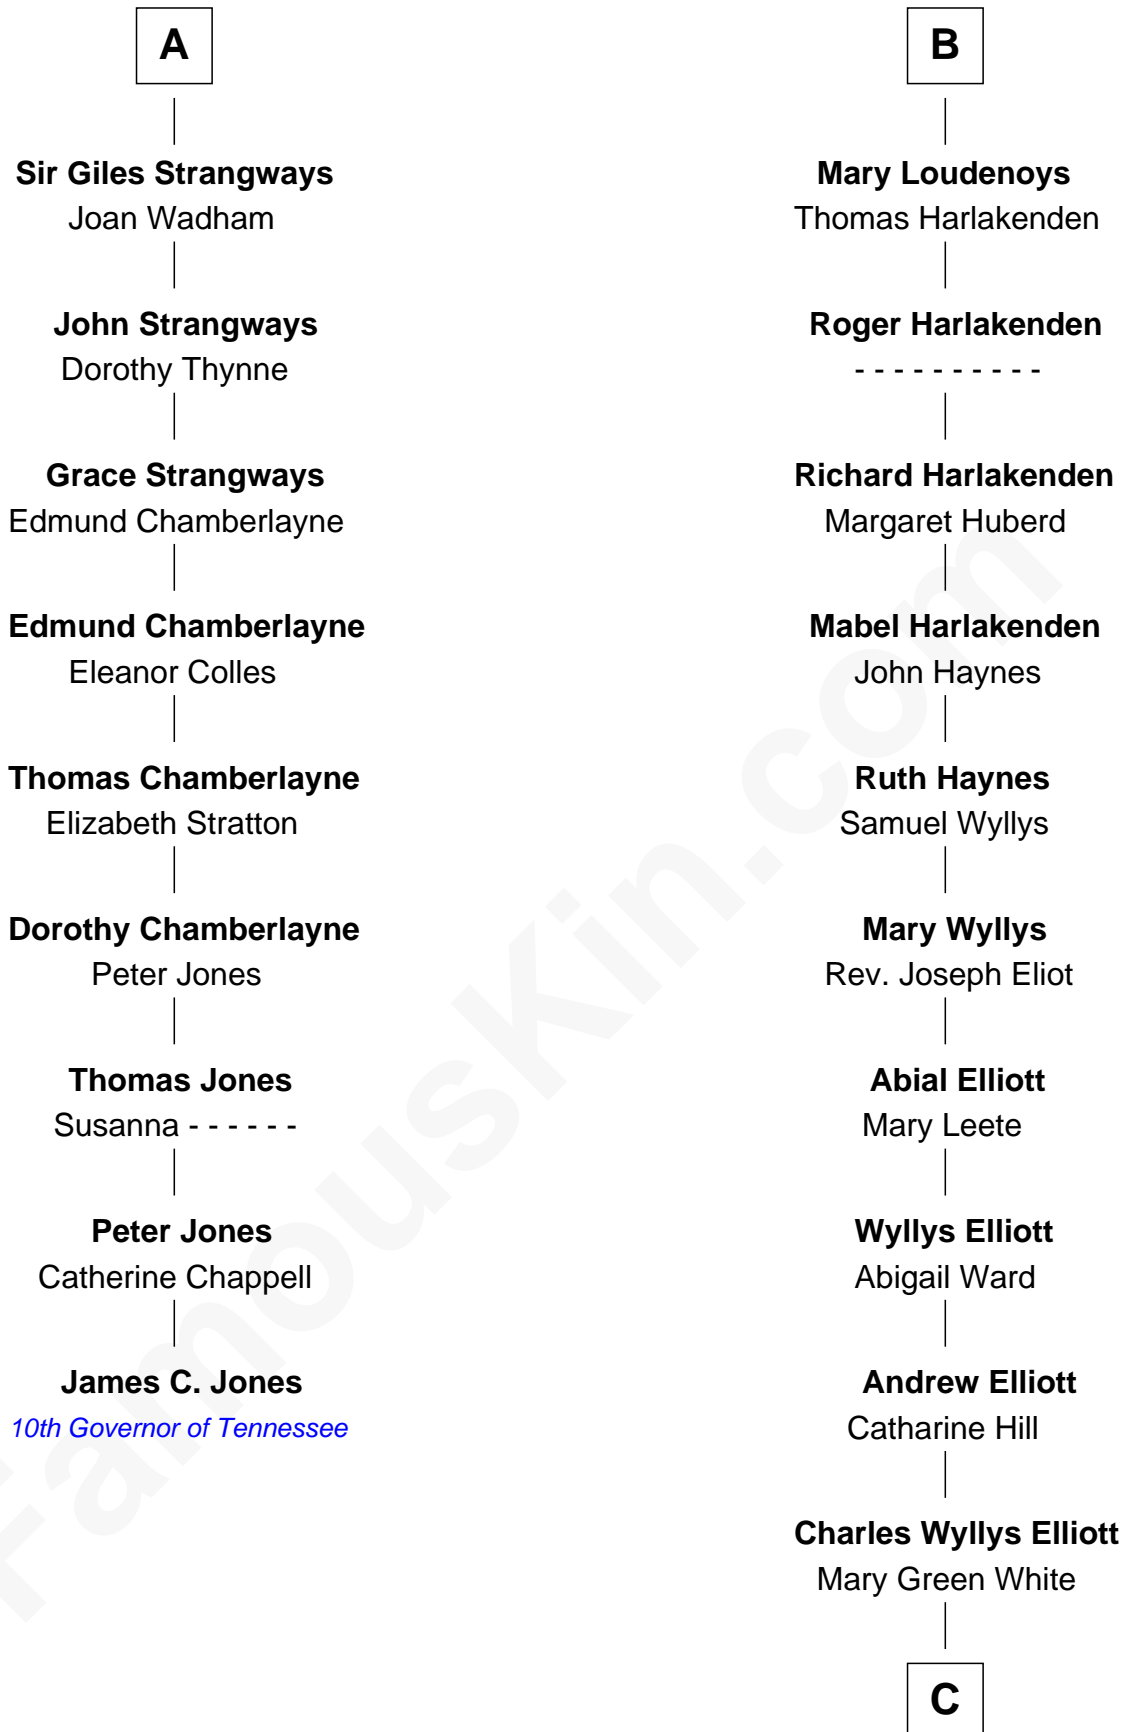 A
Sir Giles Strangways
Joan Wadham
John Strangways
Dorothy Thynne
Grace Strangways
Edmund Chamberlayne
Edmund Chamberlayne
Eleanor Colles
Thomas Chamberlayne
Elizabeth Stratton
Dorothy Chamberlayne
Peter Jones
Thomas Jones
Susanna - - - - - -
Peter Jones
Catherine Chappell
James C. Jones
10th Governor of Tennessee
B
Mary Loudenoys
Thomas Harlakenden
Roger Harlakenden
- - - - - - - - - -
Richard Harlakenden
Margaret Huberd
Mabel Harlakenden
John Haynes
Ruth Haynes
Samuel Wyllys
Mary Wyllys
Rev. Joseph Eliot
Abial Elliott
Mary Leete
Wyllys Elliott
Abigail Ward
Andrew Elliott
Catharine Hill
Charles Wyllys Elliott
Mary Green White
C
FamousKin.com